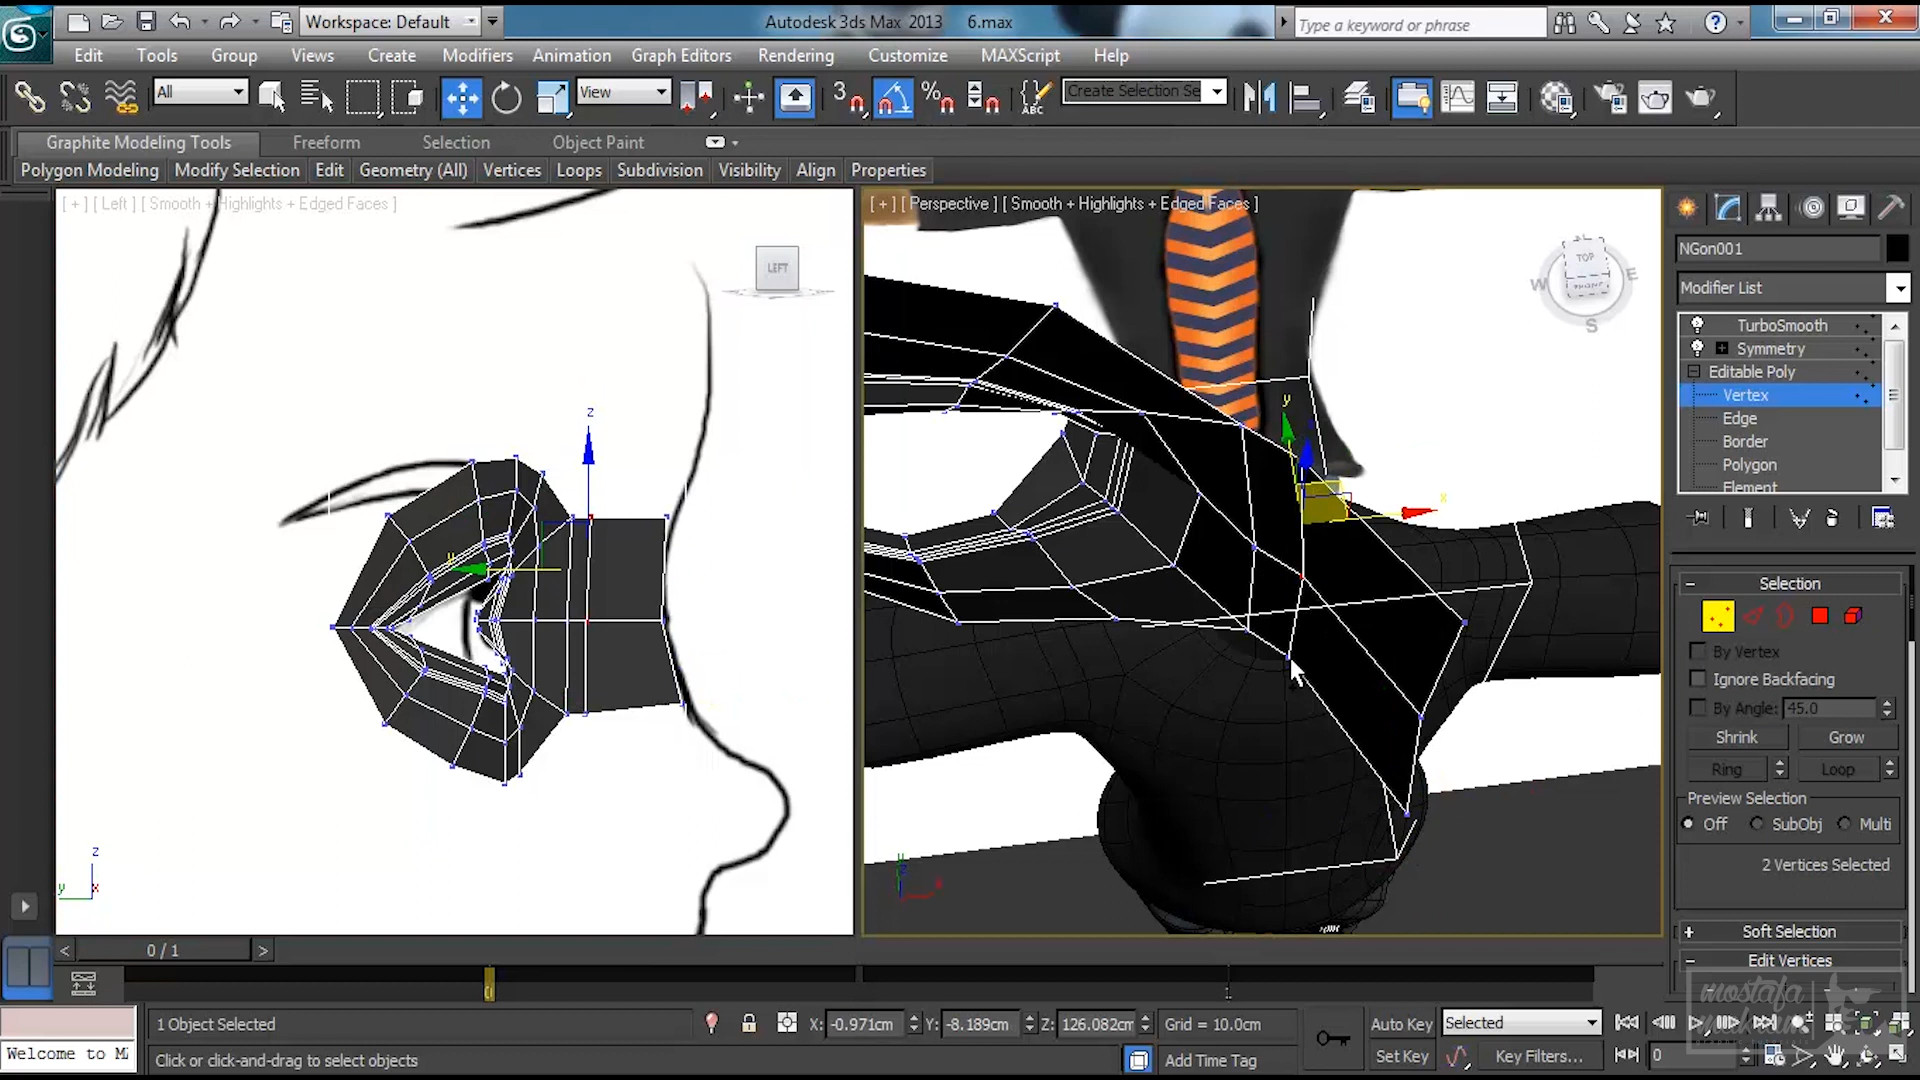 Workspace: Default
Autodesk 3ds Max 2013 6.max
Type a keyword or phrase
Edit Tools Group Views Create Modifiers Animation Graph Editors Rendering Customize MAXScript Help
All View Create Selection Se
Graphite Modeling Tools Freeform Selection Object Paint
Polygon Modeling Modify Selection Edit Geometry (All) Vertices Loops Subdivision Visibility Align Properties
[ + ] [ Left ] [ Smooth + Highlights + Edged Faces ]
[ + ] [ Perspective ] [ Smooth + Highlights + Edged Faces ]
LEFT
TOP
W E S
NGon001
Modifier List
TurboSmooth
Symmetry
Editable Poly
Vertex
Edge
Border
Polygon
Element
Selection
By Vertex
Ignore Backfacing
By Angle: 45.0
Shrink Grow
Ring Loop
Preview Selection
Off SubObj Multi
2 Vertices Selected
Soft Selection
Edit Vertices
z
y
z
y x
y
x
0 / 1
0
1
1 Object Selected
X: -0.971cm Y: -8.189cm Z: 126.082cm Grid = 10.0cm
Auto Key Selected
Welcome to M
Click or click-and-drag to select objects
Add Time Tag
Set Key Key Filters... 0
mostafa